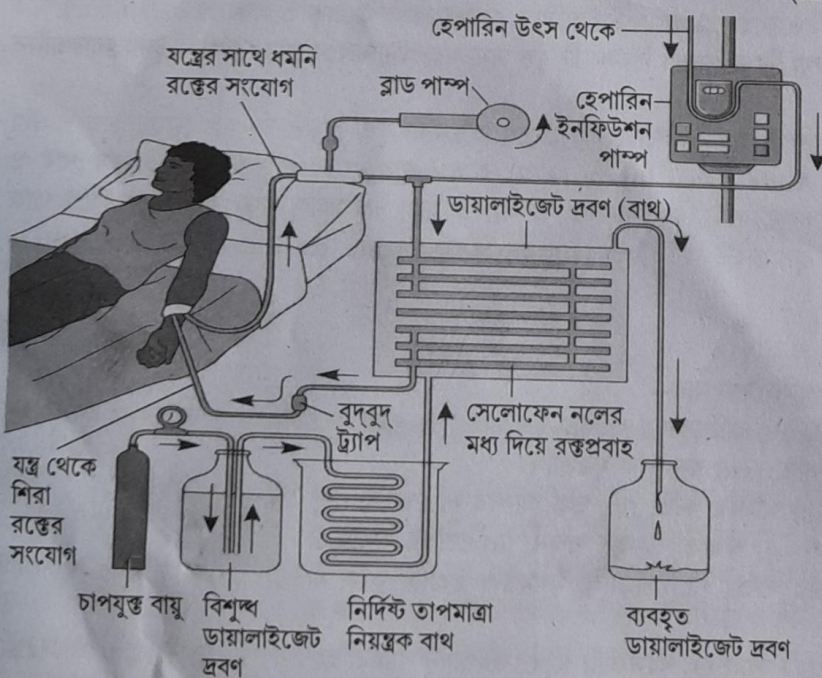 হেপারিন উৎস থেকে
যন্ত্রের সাথে ধমনি
রক্তের সংযোগ
ব্লাড পাম্প
হেপারিন
ইনফিউশন
পাম্প
ডায়ালাইজেট দ্রবণ (বাথ)
বুদ্‌বুদ্‌
ট্র্যাপ
সেলোফেন নলের
মধ্য দিয়ে রক্তপ্রবাহ
যন্ত্র থেকে
শিরা
রক্তের
সংযোগ
চাপযুক্ত বায়ু
বিশুদ্ধ
ডায়ালাইজেট
দ্রবণ
নির্দিষ্ট তাপমাত্রা
নিয়ন্ত্রক বাথ
ব্যবহৃত
ডায়ালাইজেট দ্রবণ